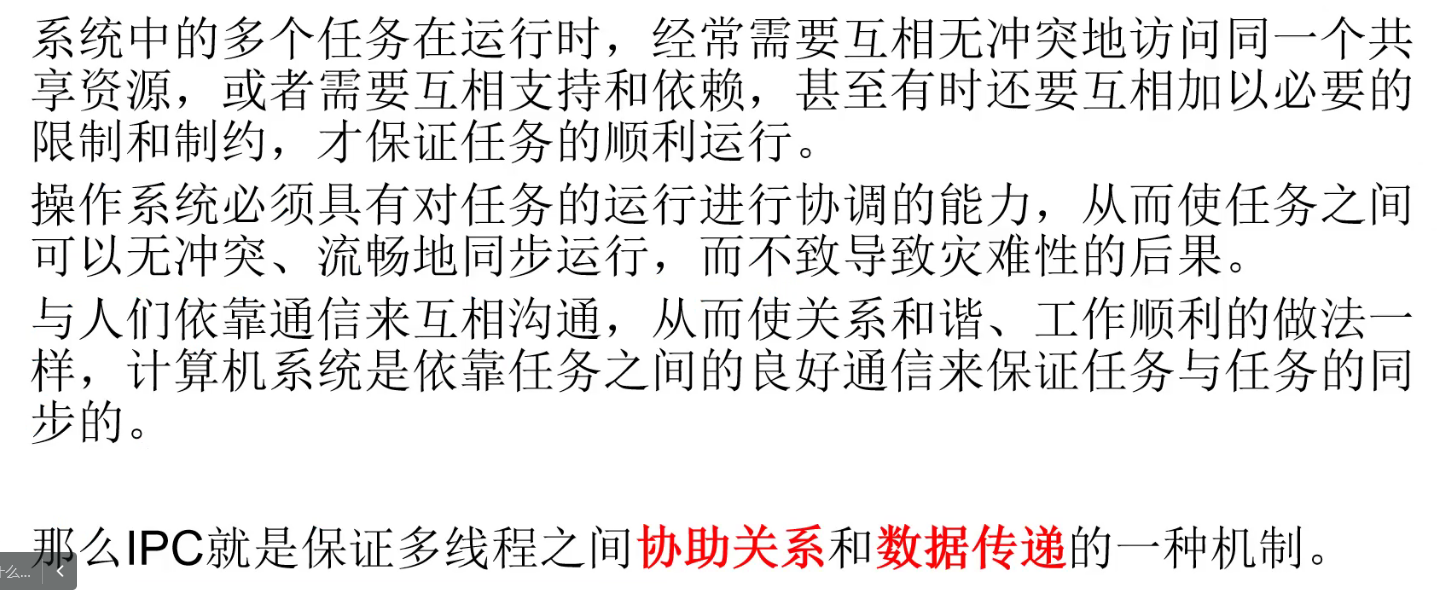 系统中的多个任务在运行时，经常需要互相无冲突地访问同一个共
享资源，或者需要互相支持和依赖，甚至有时还要互相加以必要的
限制和制约，才保证任务的顺利运行。
操作系统必须具有对任务的运行进行协调的能力，从而使任务之间
可以无冲突、流畅地同步运行，而不致导致灾难性的后果。
与人们依靠通信来互相沟通，从而使关系和谐、工作顺利的做法一
样，计算机系统是依靠任务之间的良好通信来保证任务与任务的同
步的。
那么IPC就是保证多线程之间协助关系和数据传递的一种机制。
什么...